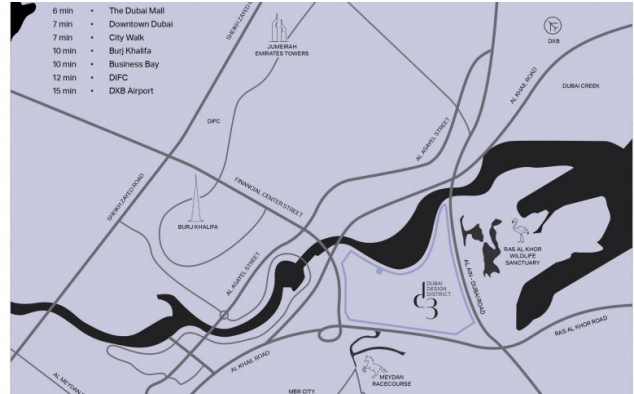 6 min • The Dubai Mall
7 min • Downtown Dubai
7 min • City Walk
10 min • Burj Khalifa
10 min • Business Bay
12 min • DIFC
15 min • DXB Airport
SHEIKH ZAYED ROAD
JUMEIRAH
EMIRATES TOWERS
DXB
AL KHAIL ROAD
DUBAI CREEK
DIFC
AL ASAYEL STREET
SHEIKH ZAYED ROAD
FINANCIAL CENTER STREET
BURJ KHALIFA
RAS AL KHOR
WILDLIFE
SANCTUARY
AL ASAYEL STREET
AL AIN - DUBAI ROAD
DUBAI
DESIGN
DISTRICT
d3
RAS AL KHOR ROAD
AL KHAIL ROAD
MEYDAN
RACECOURSE
AL MEYDAN
MBR CITY